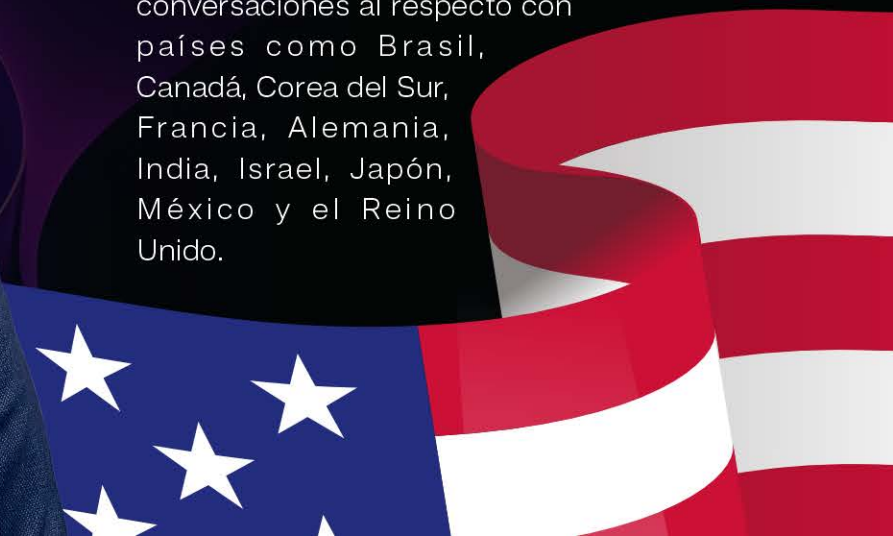 conversaciones al respecto con
países como Brasil,
Canadá, Corea del Sur,
Francia, Alemania,
India, Israel, Japón,
México y el Reino
Unido.